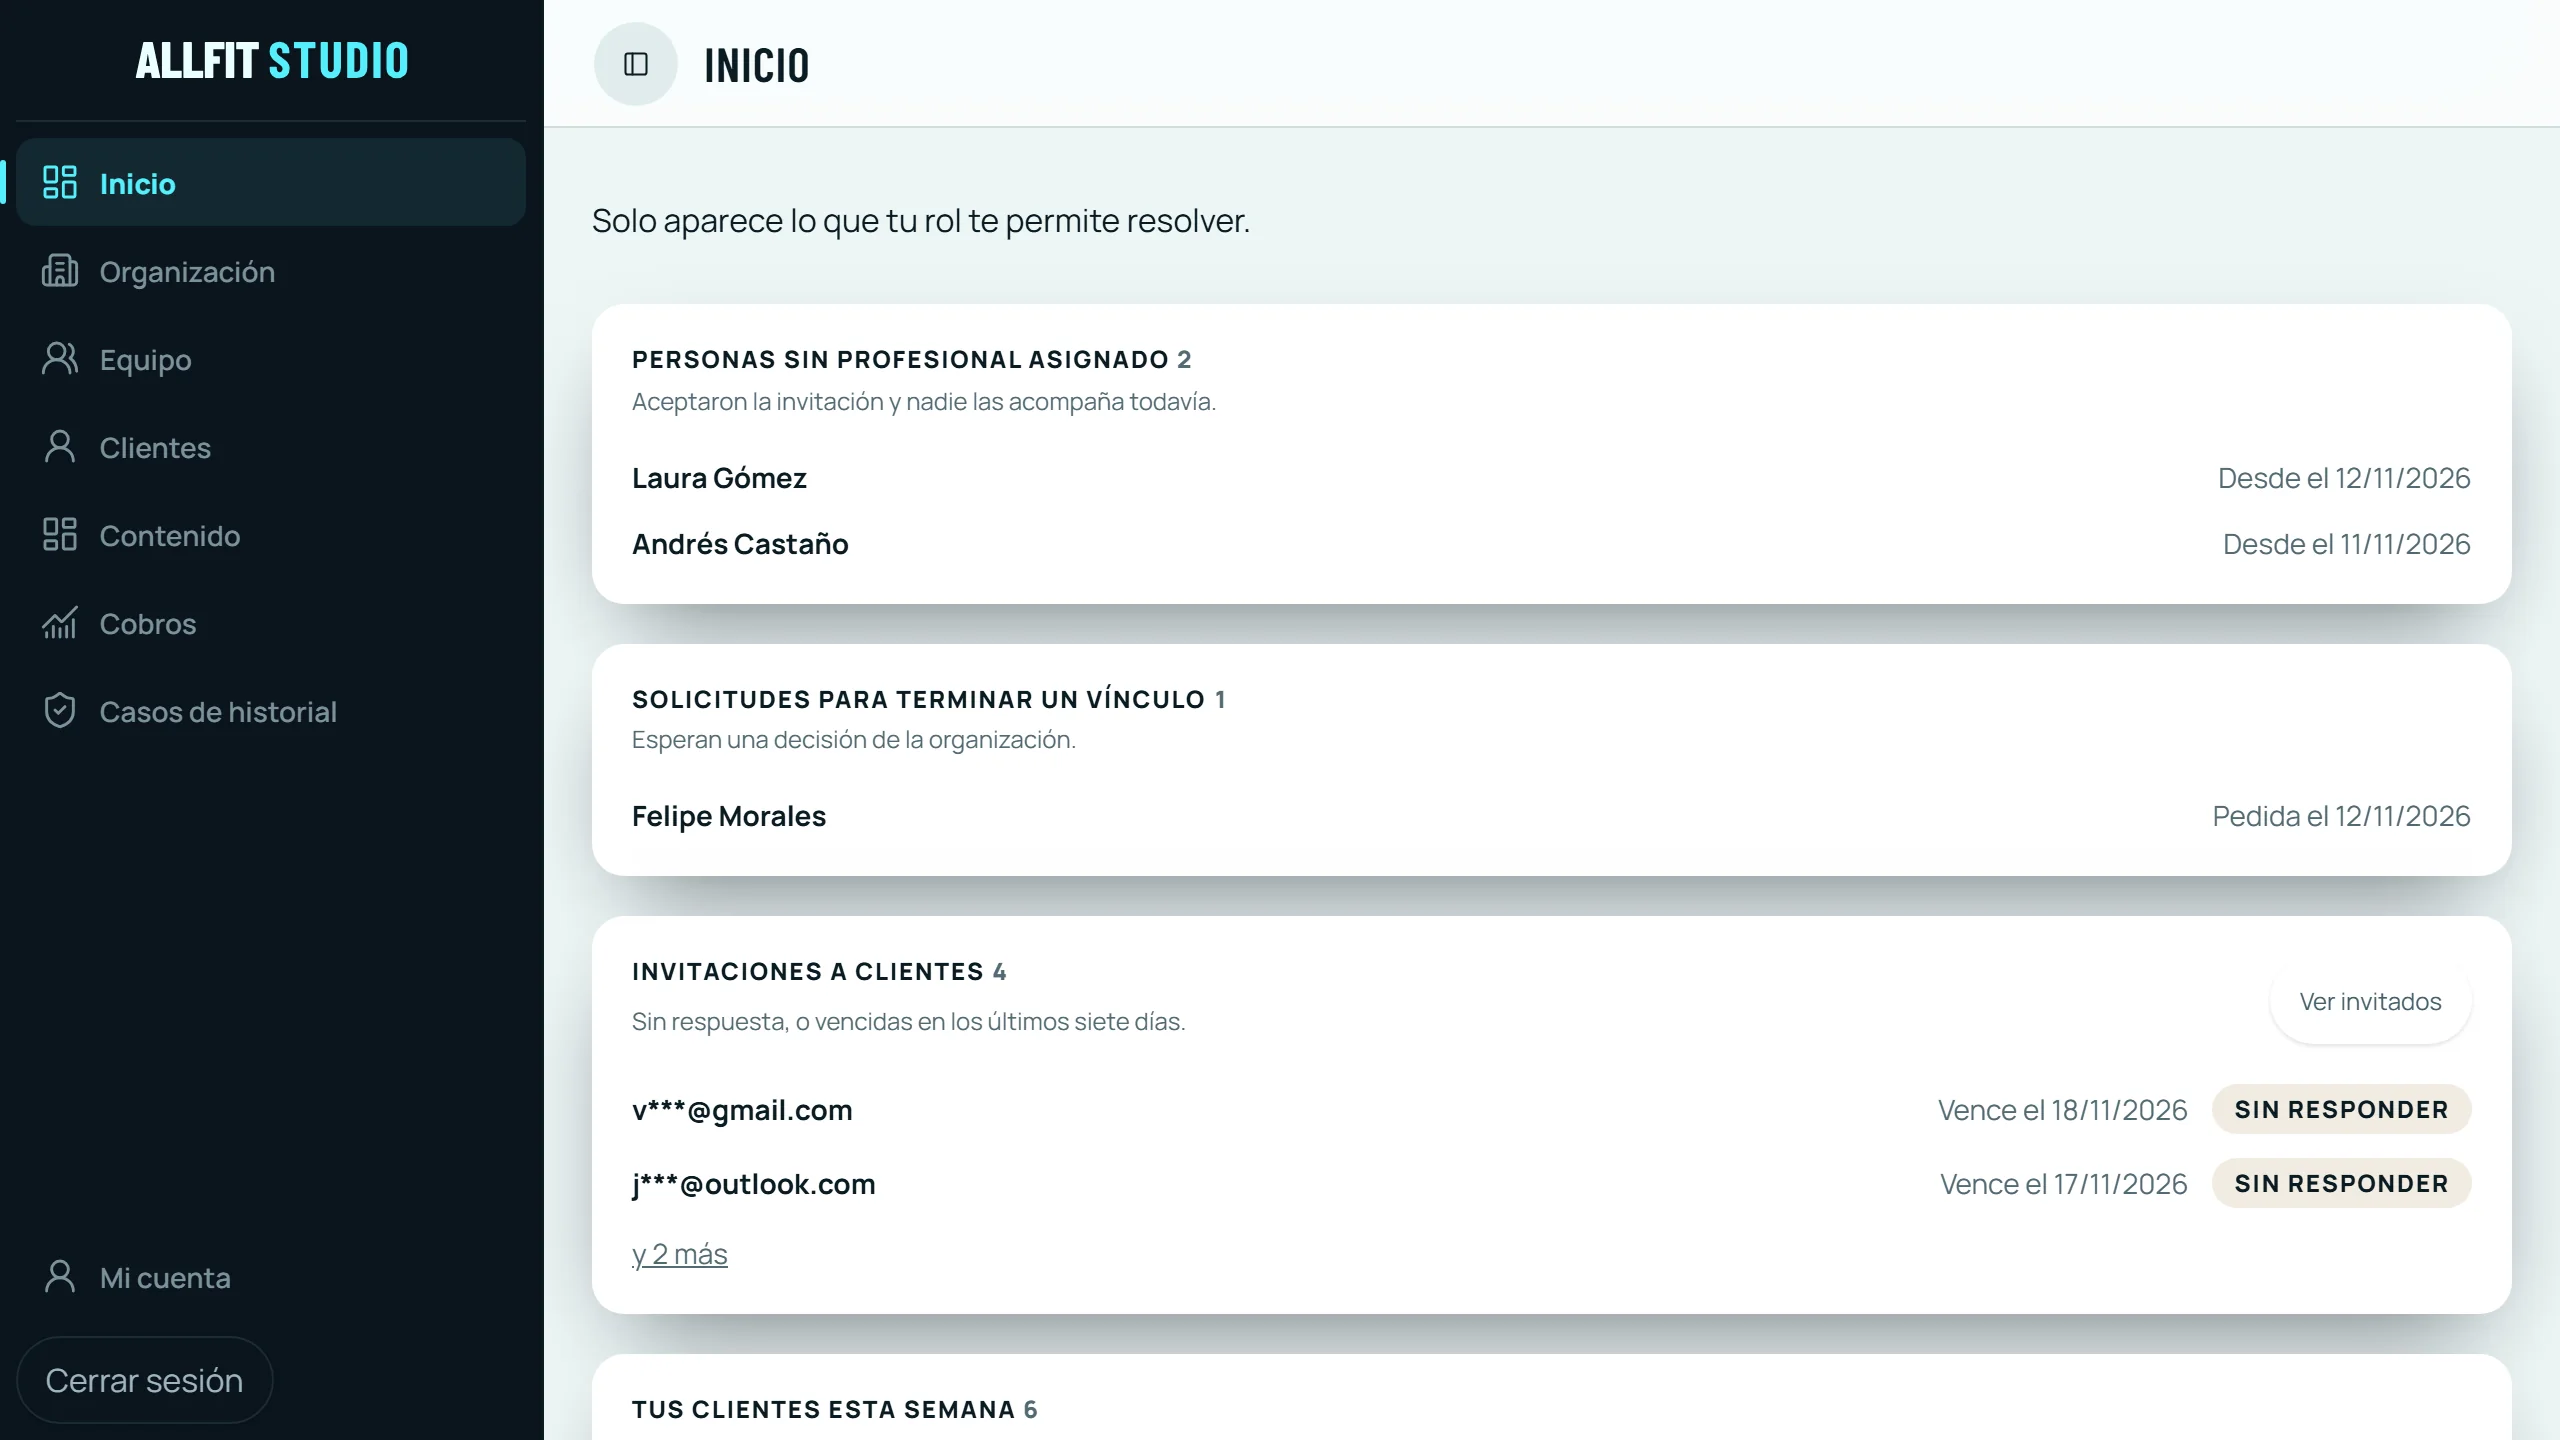 ALLFIT STUDIO
Inicio
Organización
Equipo
Clientes
Contenido
Cobros
Casos de historial
Mi cuenta
Cerrar sesión
INICIO
Solo aparece lo que tu rol te permite resolver.
PERSONAS SIN PROFESIONAL ASIGNADO 2
Aceptaron la invitación y nadie las acompaña todavía.
Laura Gómez Desde el 12/11/2026
Andrés Castaño Desde el 11/11/2026
SOLICITUDES PARA TERMINAR UN VÍNCULO 1
Esperan una decisión de la organización.
Felipe Morales Pedida el 12/11/2026
INVITACIONES A CLIENTES 4
Sin respuesta, o vencidas en los últimos siete días.
Ver invitados
v***@gmail.com Vence el 18/11/2026 SIN RESPONDER
j***@outlook.com Vence el 17/11/2026 SIN RESPONDER
y 2 más
TUS CLIENTES ESTA SEMANA 6